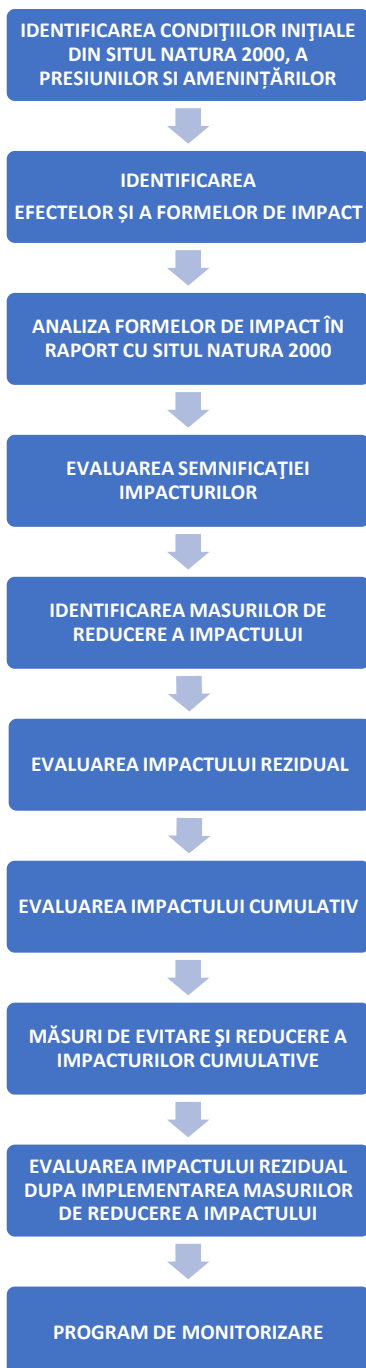 IDENTIFICAREA CONDIŢIILOR INIŢIALE
DIN SITUL NATURA 2000, A
PRESIUNILOR SI AMENINȚĂRILOR
IDENTIFICAREA
EFECTELOR ȘI A FORMELOR DE IMPACT
ANALIZA FORMELOR DE IMPACT ÎN
RAPORT CU SITUL NATURA 2000
EVALUAREA SEMNIFICAŢIEI
IMPACTURILOR
IDENTIFICAREA MASURILOR DE
REDUCERE A IMPACTULUI
EVALUAREA IMPACTULUI REZIDUAL
EVALUAREA IMPACTULUI CUMULATIV
MĂSURI DE EVITARE ŞI REDUCERE A
IMPACTURILOR CUMULATIVE
EVALUAREA IMPACTULUI REZIDUAL
DUPA IMPLEMENTAREA MASURILOR
DE REDUCERE A IMPACTULUI
PROGRAM DE MONITORIZARE